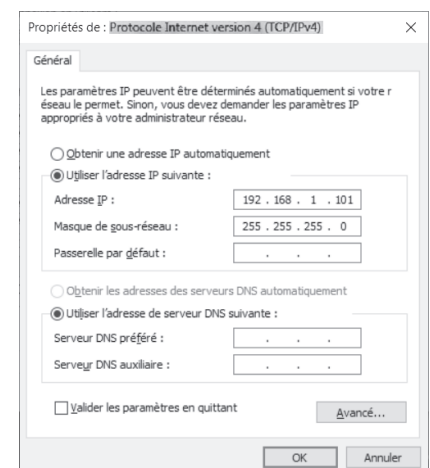 Propriétés de : Protocole Internet version 4 (TCP/IPv4)
Général
Les paramètres IP peuvent être déterminés automatiquement si votre r
éseau le permet. Sinon, vous devez demander les paramètres IP
appropriés à votre administrateur réseau.
Obtenir une adresse IP automatiquement
Utiliser l'adresse IP suivante :
Adresse IP : 192 . 168 . 1 . 101
Masque de sous-réseau : 255 . 255 . 255 . 0
Passerelle par défaut : . . .
Obtenir les adresses des serveurs DNS automatiquement
Utiliser l'adresse de serveur DNS suivante :
Serveur DNS préféré : . . .
Serveur DNS auxiliaire : . . .
Valider les paramètres en quittant
Avancé...
OK Annuler